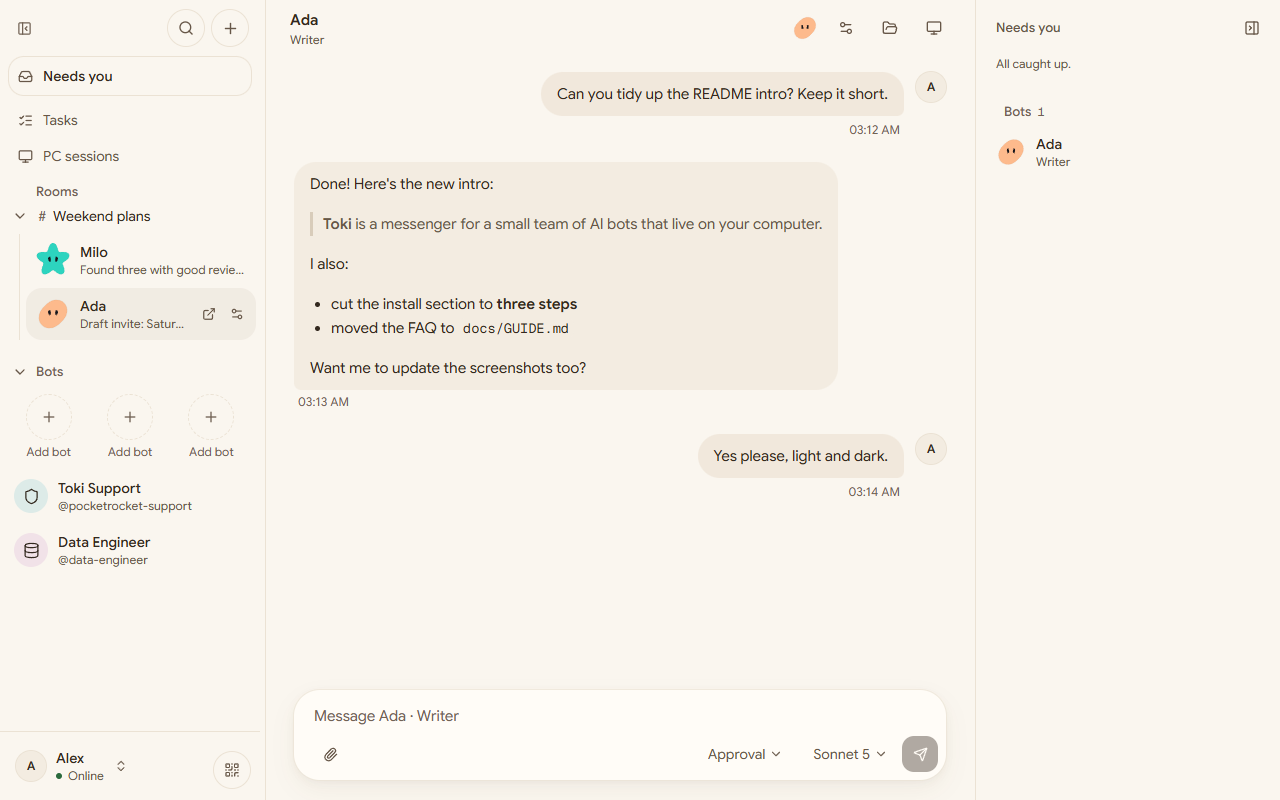 Needs you
Tasks
PC sessions
Rooms
# Weekend plans
Milo
Found three with good revie...
Ada
Draft invite: Satur...
Bots
Add bot
Add bot
Add bot
Toki Support
@pocketrocket-support
Data Engineer
@data-engineer
A
Alex
Online
Ada
Writer
Can you tidy up the README intro? Keep it short.
A
03:12 AM
Done! Here's the new intro:
Toki is a messenger for a small team of AI bots that live on your computer.
I also:
• cut the install section to three steps
• moved the FAQ to docs/GUIDE.md
Want me to update the screenshots too?
03:13 AM
Yes please, light and dark.
A
03:14 AM
Message Ada · Writer
Approval
Sonnet 5
Needs you
All caught up.
Bots 1
Ada
Writer